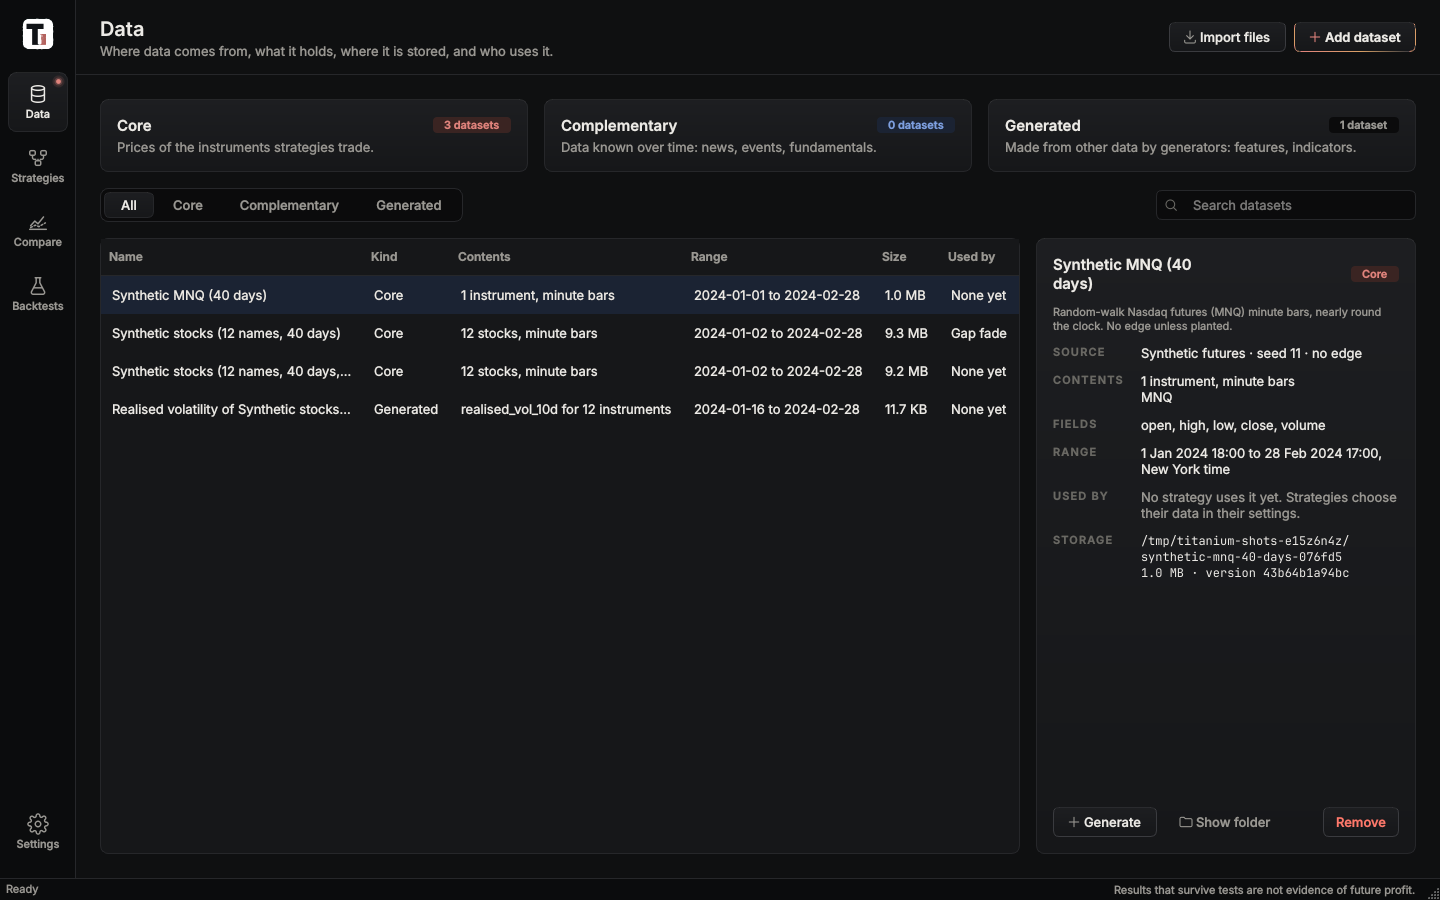 Ti
Data
Where data comes from, what it holds, where it is stored, and who uses it.
Import files
+ Add dataset
Data
Strategies
Compare
Backtests
Settings
Core
3 datasets
Prices of the instruments strategies trade.
Complementary
0 datasets
Data known over time: news, events, fundamentals.
Generated
1 dataset
Made from other data by generators: features, indicators.
All Core Complementary Generated
Search datasets
Name Kind Contents Range Size Used by
Synthetic MNQ (40 days) Core 1 instrument, minute bars 2024-01-01 to 2024-02-28 1.0 MB None yet
Synthetic stocks (12 names, 40 days) Core 12 stocks, minute bars 2024-01-02 to 2024-02-28 9.3 MB Gap fade
Synthetic stocks (12 names, 40 days,... Core 12 stocks, minute bars 2024-01-02 to 2024-02-28 9.2 MB None yet
Realised volatility of Synthetic stocks... Generated realised_vol_10d for 12 instruments 2024-01-16 to 2024-02-28 11.7 KB None yet
Synthetic MNQ (40
days)
Core
Random-walk Nasdaq futures (MNQ) minute bars, nearly round
the clock. No edge unless planted.
SOURCE Synthetic futures · seed 11 · no edge
CONTENTS 1 instrument, minute bars
MNQ
FIELDS open, high, low, close, volume
RANGE 1 Jan 2024 18:00 to 28 Feb 2024 17:00,
New York time
USED BY No strategy uses it yet. Strategies choose
their data in their settings.
STORAGE /tmp/titanium-shots-e15z6n4z/
synthetic-mnq-40-days-076fd5
1.0 MB · version 43b64b1a94bc
+ Generate
Show folder
Remove
Ready
Results that survive tests are not evidence of future profit.